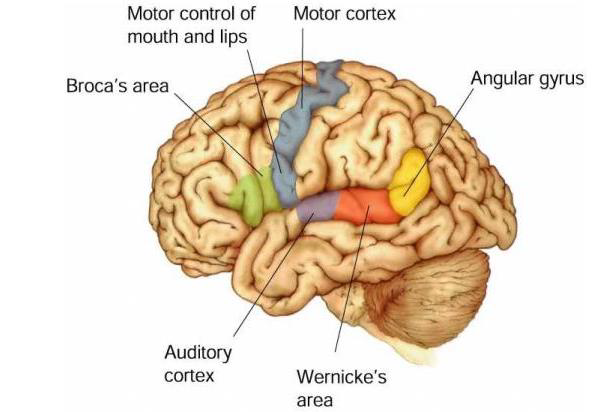 Motor control of
mouth and lips
Motor cortex
Broca's area
Angular gyrus
Auditory
cortex
Wernicke's
area